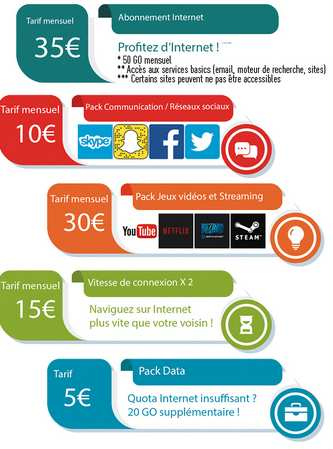 Tarif mensuel
35€
Abonnement Internet
Profitez d'Internet !
* 50 GO mensuel
** Accès aux services basics (email, moteur de recherche, sites)
*** Certains sites peuvent ne pas être accessibles
Tarif mensuel
10€
Pack Communication / Réseaux sociaux
skype
Tarif mensuel
30€
Pack Jeux vidéos et Streaming
YouTube
NETFLIX
STEAM
Tarif mensuel
15€
Vitesse de connexion X 2
Naviguez sur Internet
plus vite que votre voisin !
Tarif
5€
Pack Data
Quota Internet insuffisant ?
20 GO supplémentaire !